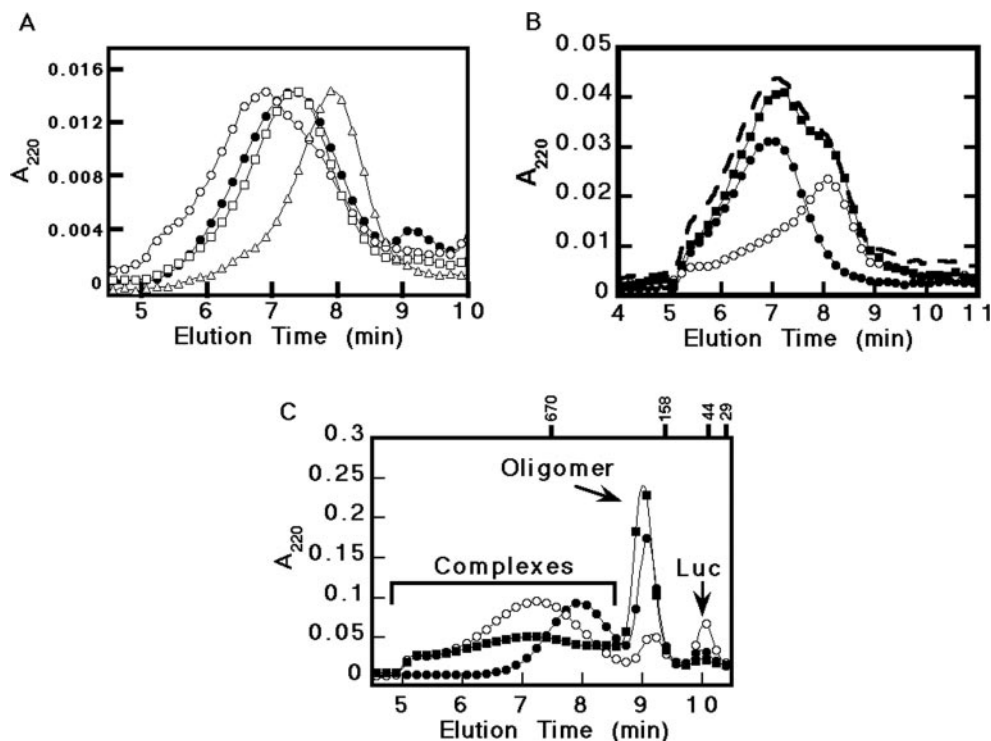 A
0.016
0.012
0.008
0.004
0
A220
5 6 7 8 9 10
Elution Time (min)
B
0.05
0.04
0.03
0.02
0.01
0
A220
4 5 6 7 8 9 10 11
Elution Time (min)
C
670 158 44 29
0.3
0.25
0.2
0.15
0.1
0.05
0
A220
Oligomer
Complexes
Luc
5 6 7 8 9 10
Elution Time (min)